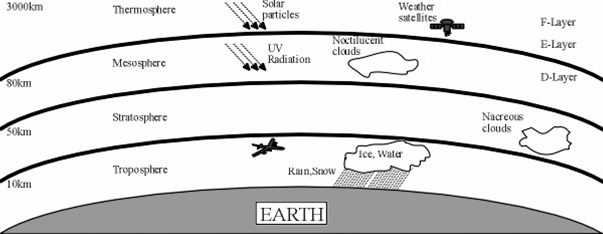 3000km
Thermosphere
Solar
particles
Weather
satellites
F-Layer
E-Layer
Noctilucent
clouds
UV
Radiation
Mesosphere
D-Layer
80km
Stratosphere
Nacreous
clouds
50km
Ice, Water
Troposphere
Rain,Snow
10km
EARTH